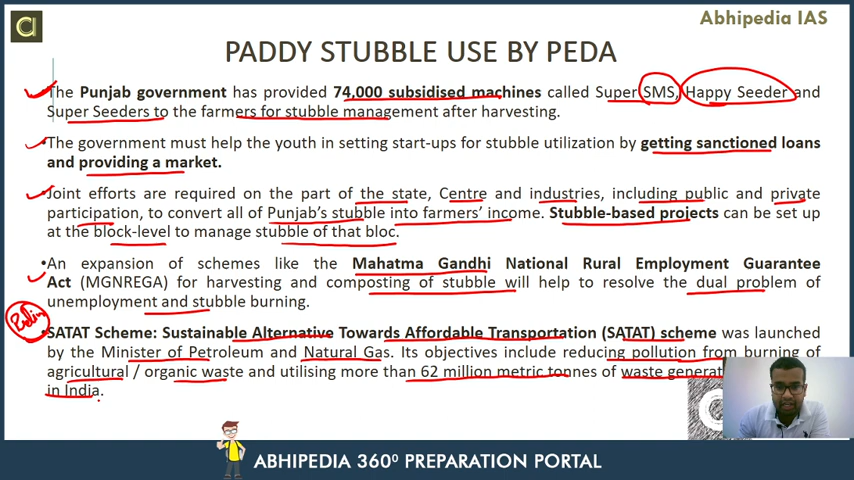 Abhipedia IAS
PADDY STUBBLE USE BY PEDA
The Punjab government has provided 74,000 subsidised machines called Super SMS, Happy Seeder and
Super Seeders to the farmers for stubble management after harvesting.
The government must help the youth in setting start-ups for stubble utilization by getting sanctioned loans
and providing a market.
Joint efforts are required on the part of the state, Centre and industries, including public and private
participation, to convert all of Punjab's stubble into farmers' income. Stubble-based projects can be set up
at the block-level to manage stubble of that bloc.
An expansion of schemes like the Mahatma Gandhi National Rural Employment Guarantee
Act (MGNREGA) for harvesting and composting of stubble will help to resolve the dual problem of
unemployment and stubble burning.
SATAT Scheme: Sustainable Alternative Towards Affordable Transportation (SATAT) scheme was launched
by the Minister of Petroleum and Natural Gas. Its objectives include reducing pollution from burning of
agricultural / organic waste and utilising more than 62 million metric tonnes of waste generat
in India.
ABHIPEDIA 360⁰ PREPARATION PORTAL